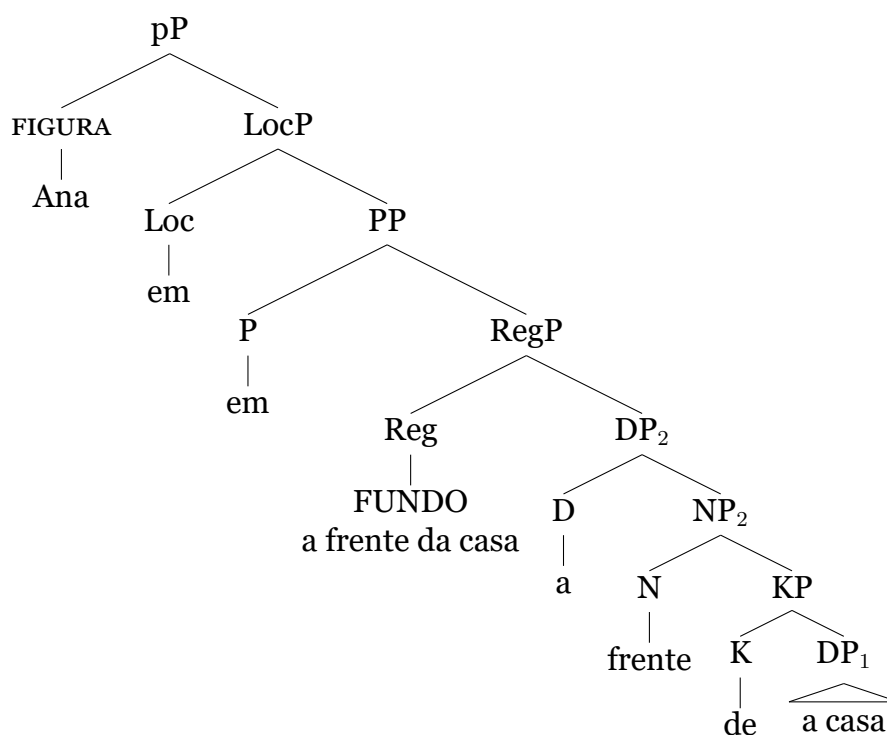 pP
FIGURA LocP
Ana
Loc PP
em
P RegP
em
Reg DP₂
FUNDO
a frente da casa
D NP₂
a
N KP
frente
K DP₁
de a casa